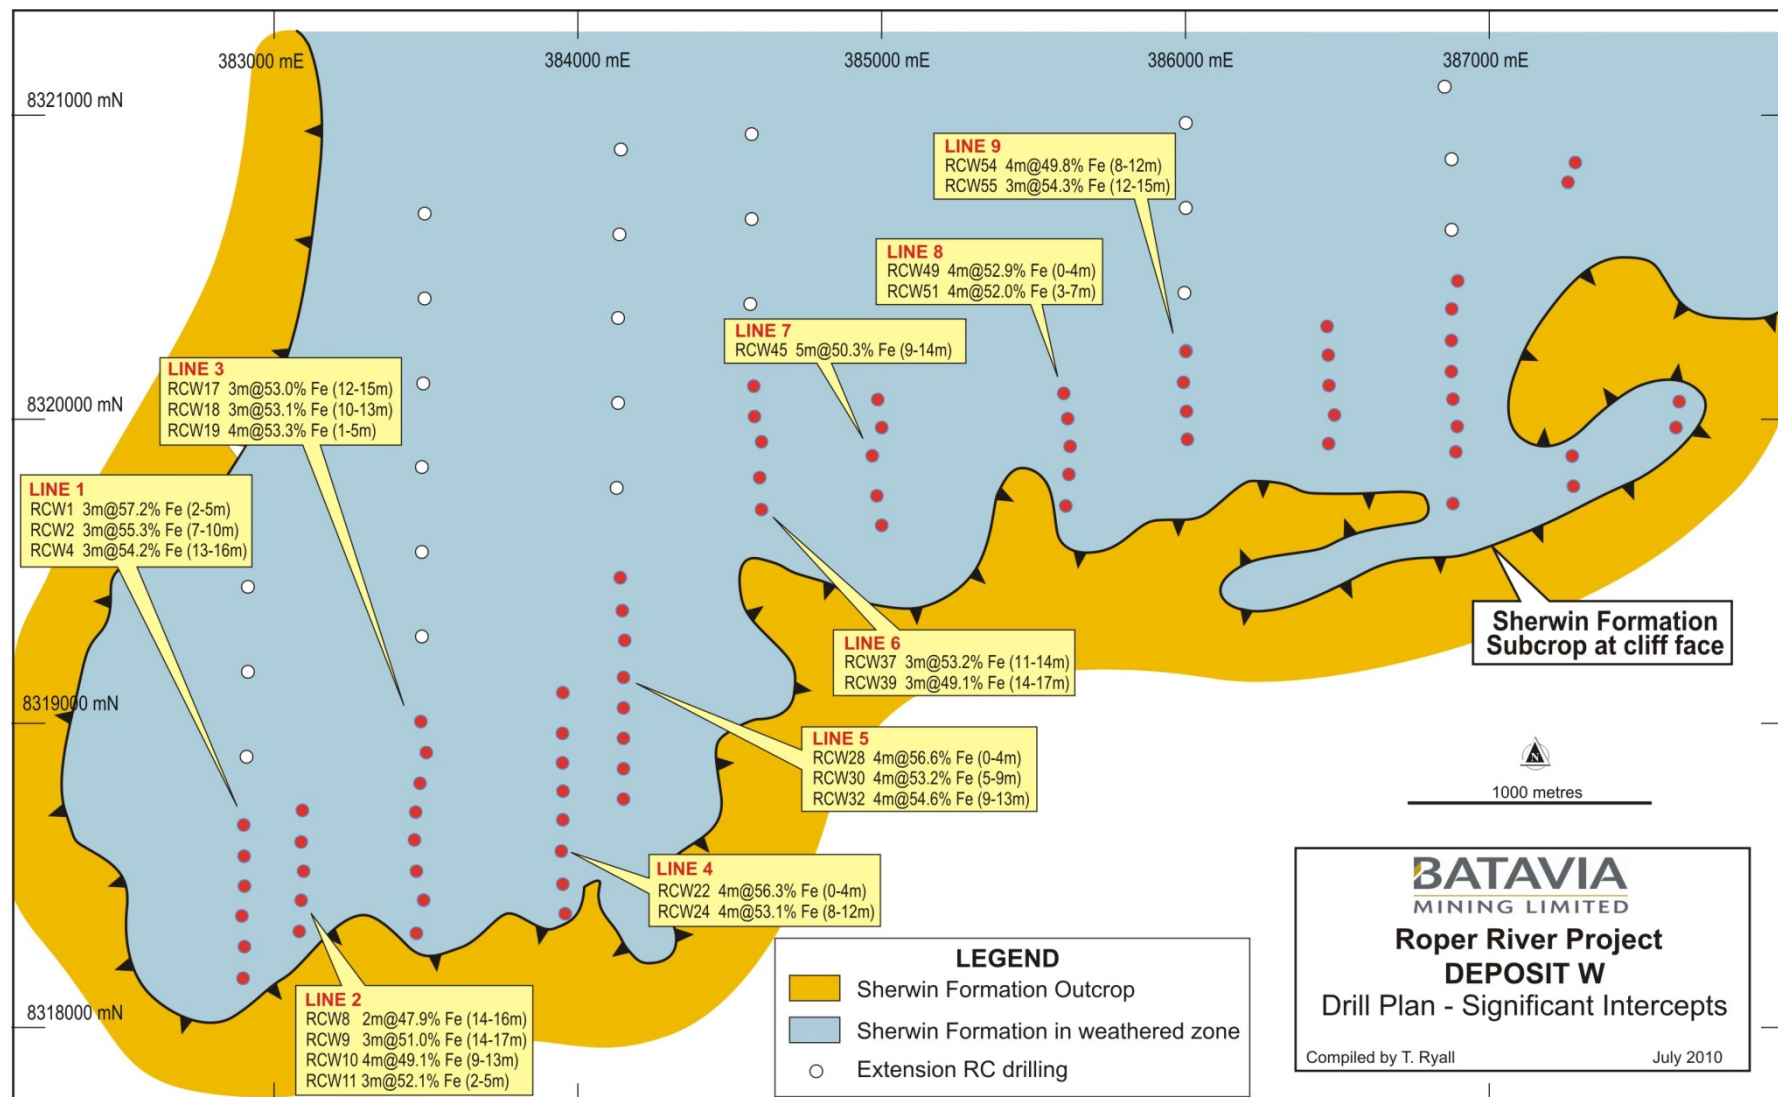 383000 mE
384000 mE
385000 mE
386000 mE
387000 mE
8321000 mN
8320000 mN
8319000 mN
8318000 mN
LINE 9
RCW54 4m@49.8% Fe (8-12m)
RCW55 3m@54.3% Fe (12-15m)
LINE 8
RCW49 4m@52.9% Fe (0-4m)
RCW51 4m@52.0% Fe (3-7m)
LINE 7
RCW45 5m@50.3% Fe (9-14m)
LINE 3
RCW17 3m@53.0% Fe (12-15m)
RCW18 3m@53.1% Fe (10-13m)
RCW19 4m@53.3% Fe (1-5m)
LINE 1
RCW1 3m@57.2% Fe (2-5m)
RCW2 3m@55.3% Fe (7-10m)
RCW4 3m@54.2% Fe (13-16m)
Sherwin Formation
Subcrop at cliff face
LINE 6
RCW37 3m@53.2% Fe (11-14m)
RCW39 3m@49.1% Fe (14-17m)
LINE 5
RCW28 4m@56.6% Fe (0-4m)
RCW30 4m@53.2% Fe (5-9m)
RCW32 4m@54.6% Fe (9-13m)
LINE 4
RCW22 4m@56.3% Fe (0-4m)
RCW24 4m@53.1% Fe (8-12m)
LINE 2
RCW8 2m@47.9% Fe (14-16m)
RCW9 3m@51.0% Fe (14-17m)
RCW10 4m@49.1% Fe (9-13m)
RCW11 3m@52.1% Fe (2-5m)
N
1000 metres
LEGEND
Sherwin Formation Outcrop
Sherwin Formation in weathered zone
Extension RC drilling
BATAVIA
MINING LIMITED
Roper River Project
DEPOSIT W
Drill Plan - Significant Intercepts
Compiled by T. Ryall July 2010